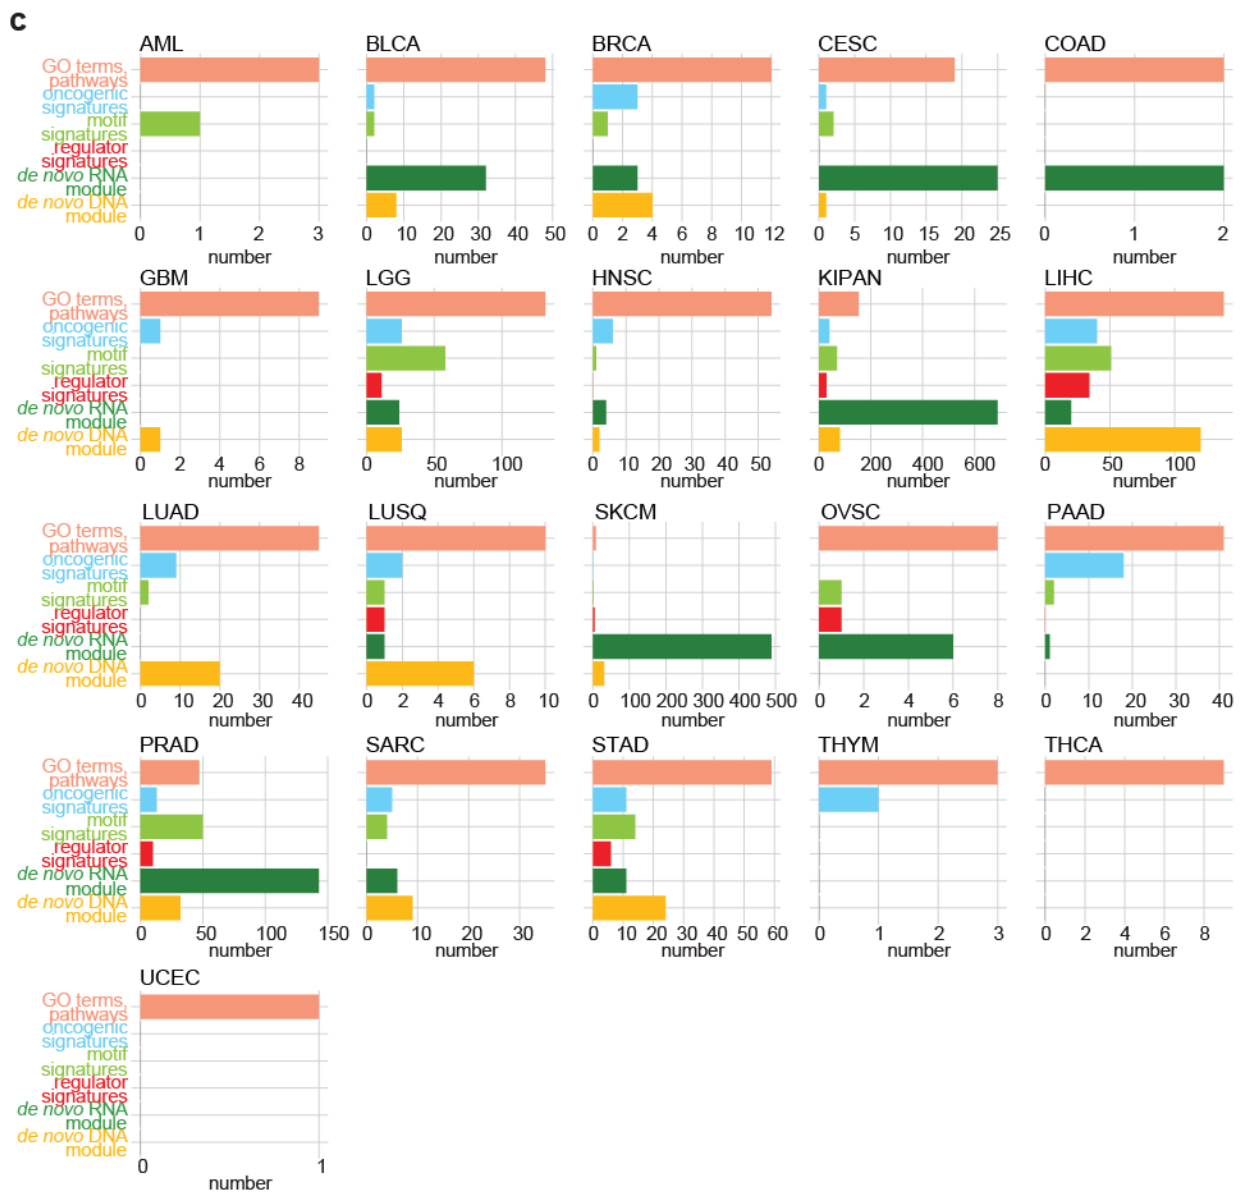 c
AML BLCA BRCA CESC COAD
GO terms,
pathways
oncogenic
signatures
motif
signatures
regulator
signatures
de novo RNA
module
de novo DNA
module
0 1 2 3 0 10 20 30 40 50 0 2 4 6 8 10 12 0 5 10 15 20 25 0 1 2
number number number number number
GBM LGG HNSC KIPAN LIHC
GO terms,
pathways
oncogenic
signatures
motif
signatures
regulator
signatures
de novo RNA
module
de novo DNA
module
0 2 4 6 8 0 50 100 0 10 20 30 40 50 0 200 400 600 0 50 100
number number number number number
LUAD LUSQ SKCM OVSC PAAD
GO terms,
pathways
oncogenic
signatures
motif
signatures
regulator
signatures
de novo RNA
module
de novo DNA
module
0 10 20 30 40 0 2 4 6 8 10 0 100 200 300 400 500 0 2 4 6 8 0 10 20 30 40
number number number number number
PRAD SARC STAD THYM THCA
GO terms,
pathways
oncogenic
signatures
motif
signatures
regulator
signatures
de novo RNA
module
de novo DNA
module
0 50 100 150 0 10 20 30 0 10 20 30 40 50 60 0 1 2 3 0 2 4 6 8
number number number number number
UCEC
GO terms,
pathways
oncogenic
signatures
motif
signatures
regulator
signatures
de novo RNA
module
de novo DNA
module
0 1
number